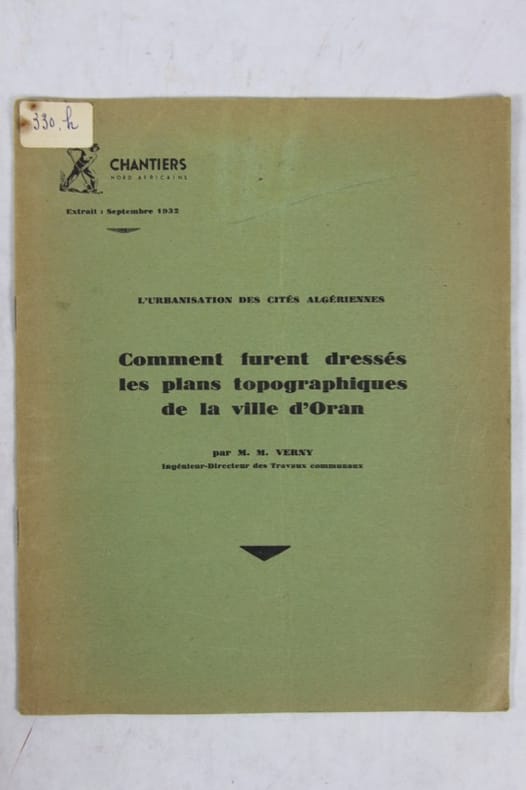 330.h
CHANTIERS
NORD AFRICAINS
Extrait : Septembre 1932
L'URBANISATION DES CITÉS ALGÉRIENNES
Comment furent dressés
les plans topographiques
de la ville d'Oran
par M. M. VERNY
Ingénieur-Directeur des Travaux communaux